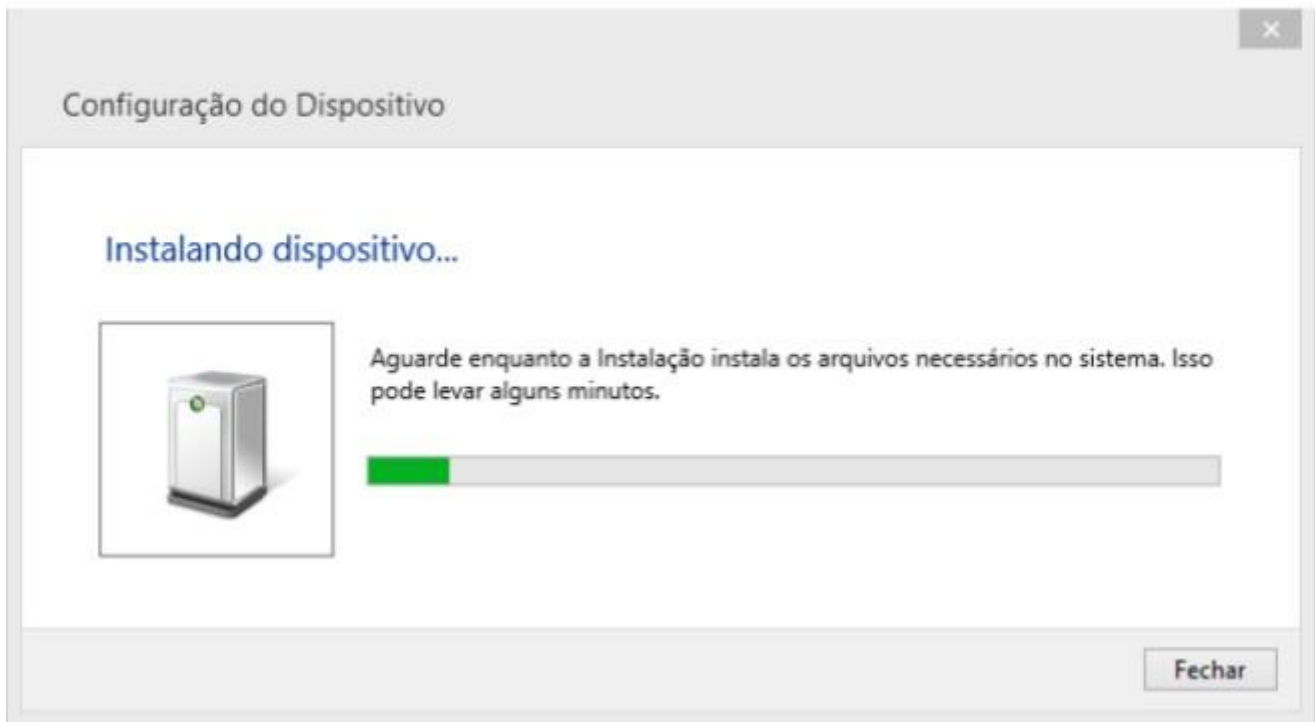 Configuração do Dispositivo
Instalando dispositivo...
Aguarde enquanto a Instalação instala os arquivos necessários no sistema. Isso
pode levar alguns minutos.
Fechar